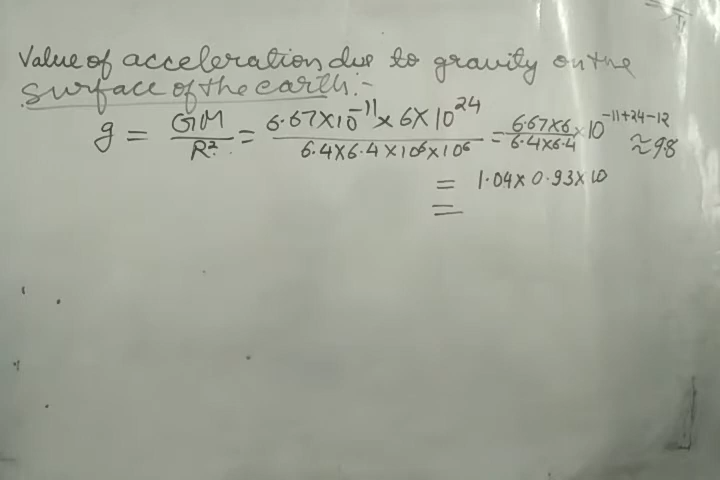 Value of acceleration due to gravity on the
surface of the earth:-
g = GM/R² = 6.67×10⁻¹¹×6×10²⁴/6.4×6.4×10⁶×10⁶ = 6.67×6/6.4×6.4×10⁻¹¹⁺²⁴⁻¹² ≈9.8
= 1.04×0.93×10
=